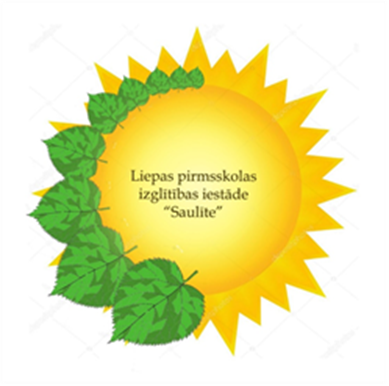 Liepas pirmsskolas
izglītības iestāde
“Saulīte”